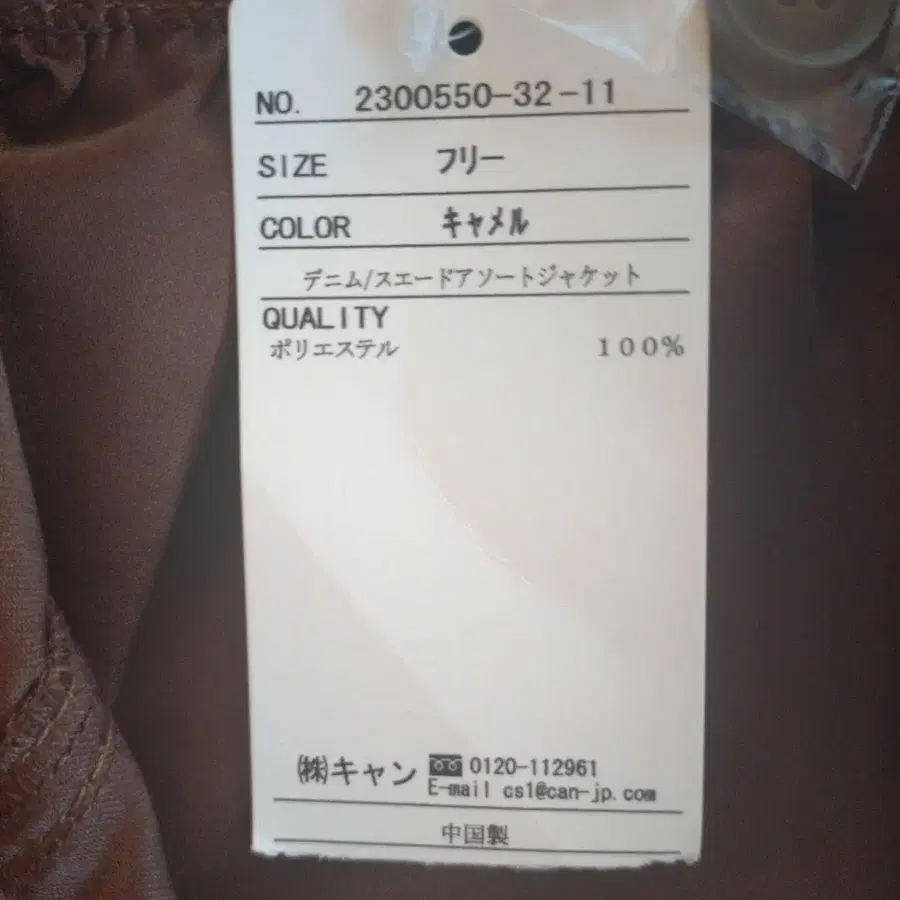 NO. 2300550-32-11
SIZE フリー
COLOR キャメル
デニム/スエードアソートジャケット
QUALITY
ポリエステル 100%
㈱キャン 0120-112961
E-mail cs1@can-jp.com
中国製